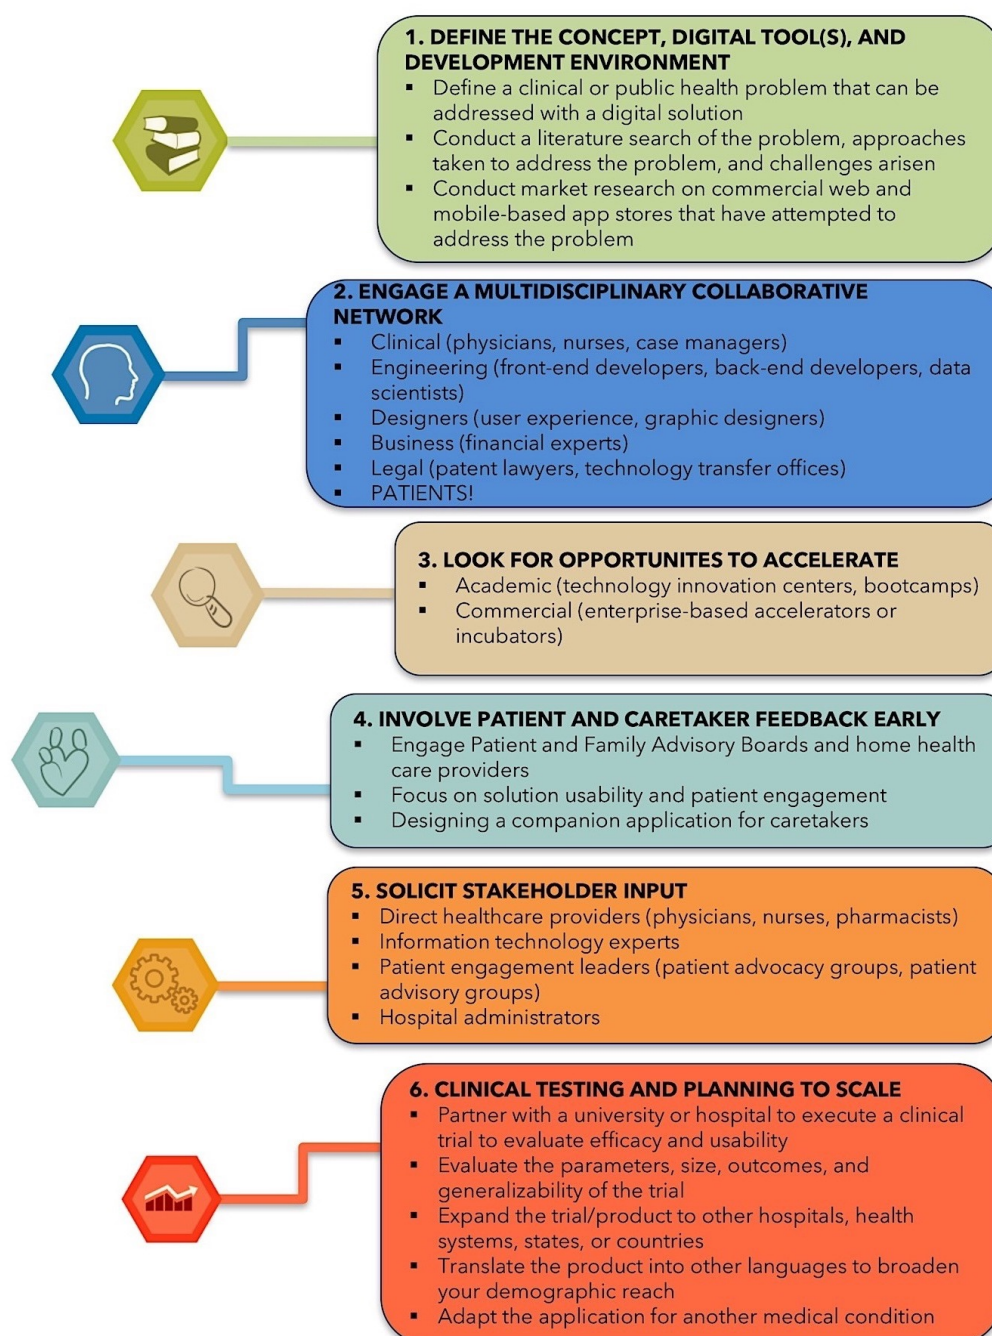 1. DEFINE THE CONCEPT, DIGITAL TOOL(S), AND
DEVELOPMENT ENVIRONMENT
▪ Define a clinical or public health problem that can be
addressed with a digital solution
▪ Conduct a literature search of the problem, approaches
taken to address the problem, and challenges arisen
▪ Conduct market research on commercial web and
mobile-based app stores that have attempted to
address the problem
2. ENGAGE A MULTIDISCIPLINARY COLLABORATIVE
NETWORK
▪ Clinical (physicians, nurses, case managers)
▪ Engineering (front-end developers, back-end developers, data
scientists)
▪ Designers (user experience, graphic designers)
▪ Business (financial experts)
▪ Legal (patent lawyers, technology transfer offices)
▪ PATIENTS!
3. LOOK FOR OPPORTUNITES TO ACCELERATE
▪ Academic (technology innovation centers, bootcamps)
▪ Commercial (enterprise-based accelerators or
incubators)
4. INVOLVE PATIENT AND CARETAKER FEEDBACK EARLY
▪ Engage Patient and Family Advisory Boards and home health
care providers
▪ Focus on solution usability and patient engagement
▪ Designing a companion application for caretakers
5. SOLICIT STAKEHOLDER INPUT
▪ Direct healthcare providers (physicians, nurses, pharmacists)
▪ Information technology experts
▪ Patient engagement leaders (patient advocacy groups, patient
advisory groups)
▪ Hospital administrators
6. CLINICAL TESTING AND PLANNING TO SCALE
▪ Partner with a university or hospital to execute a clinical
trial to evaluate efficacy and usability
▪ Evaluate the parameters, size, outcomes, and
generalizability of the trial
▪ Expand the trial/product to other hospitals, health
systems, states, or countries
▪ Translate the product into other languages to broaden
your demographic reach
▪ Adapt the application for another medical condition